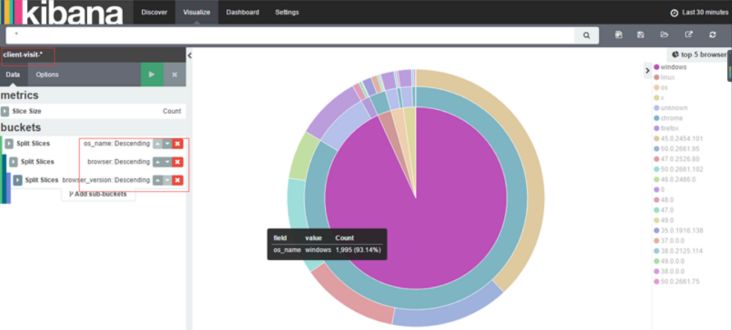 kibana
Discover
Visualize
Dashboard
Settings
Last 30 minutes
*
client-visit-*
Data
Options
metrics
Slice Size
Count
buckets
Split Slices
os_name: Descending
Split Slices
browser: Descending
Split Slices
browser_version: Descending
Add sub-buckets
field value Count
os_name windows 1,995 (93.14%)
top 5 browser
windows
linux
os
unknown
chrome
firefox
45.0.2454.101
50.0.2661.95
47.0.2526.80
50.0.2661.102
46.0.2486.0
0
48.0
47.0
49.0
35.0.1916.138
37.0.0.0
38.0.2125.114
49.0.0.0
38.0.0.0
50.0.2661.75